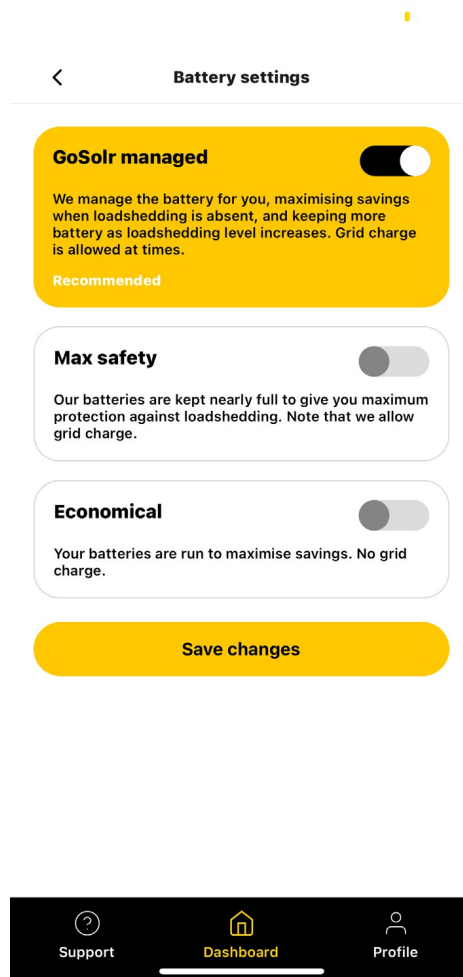 Battery settings
GoSolr managed
We manage the battery for you, maximising savings
when loadshedding is absent, and keeping more
battery as loadshedding level increases. Grid charge
is allowed at times.
Recommended
Max safety
Our batteries are kept nearly full to give you maximum
protection against loadshedding. Note that we allow
grid charge.
Economical
Your batteries are run to maximise savings. No grid
charge.
Save changes
Support
Dashboard
Profile